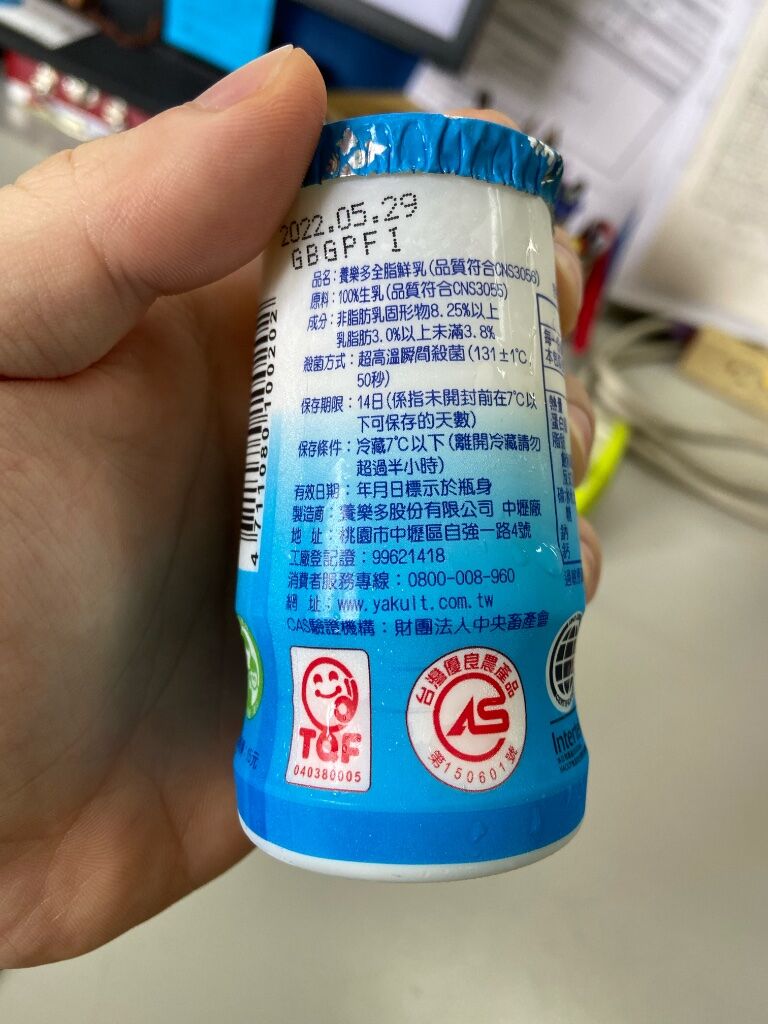 2022.05.29
GBGPFI
品名:養樂多全脂鮮乳(品質符合CNS3056)
原料:100%生乳(品質符合CNS3055)
成分:非脂肪乳固形物8.25%以上
乳脂肪3.0%以上未滿3.8%
殺菌方式:超高溫瞬間殺菌(131±1℃、
50秒)
保存期限:14日(係指未開封前在7℃以
下可保存的天數)
保存條件:冷藏7℃以下(離開冷藏請勿
超過半小時)
有效日期:年月日標示於瓶身
製造商:養樂多股份有限公司 中壢廠
地 址:桃園市中壢區自強一路4號
工廠登記證:99621418
消費者服務專線:0800-008-960
網 址:www.yakult.com.tw
CAS驗證機構:財團法人中央畜產會
4 711080 100202
TQF
040380005
台灣優良農產品
CAS
第150601號